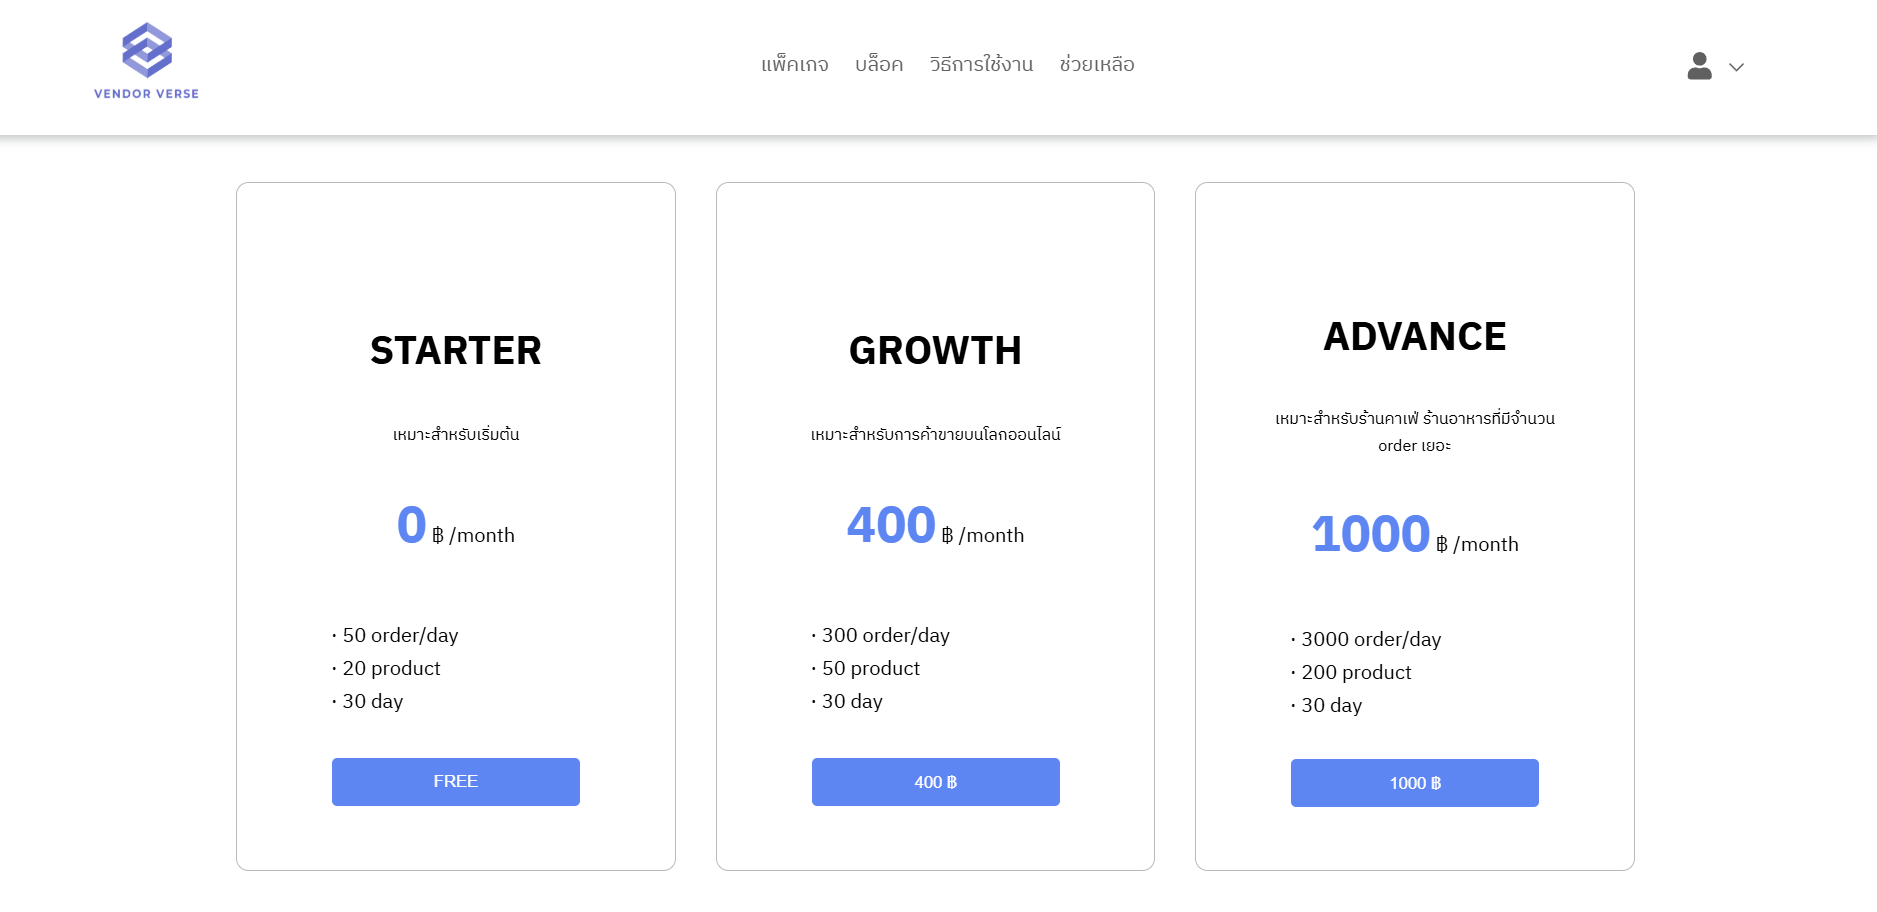 VENDOR VERSE
แพ็คเกจ บล็อค วิธีการใช้งาน ช่วยเหลือ
STARTER
เหมาะสำหรับเริ่มต้น
0 ฿ /month
· 50 order/day
· 20 product
· 30 day
FREE
GROWTH
เหมาะสำหรับการค้าขายบนโลกออนไลน์
400 ฿ /month
· 300 order/day
· 50 product
· 30 day
400 ฿
ADVANCE
เหมาะสำหรับร้านคาเฟ่ ร้านอาหารที่มีจำนวน
order เยอะ
1000 ฿ /month
· 3000 order/day
· 200 product
· 30 day
1000 ฿